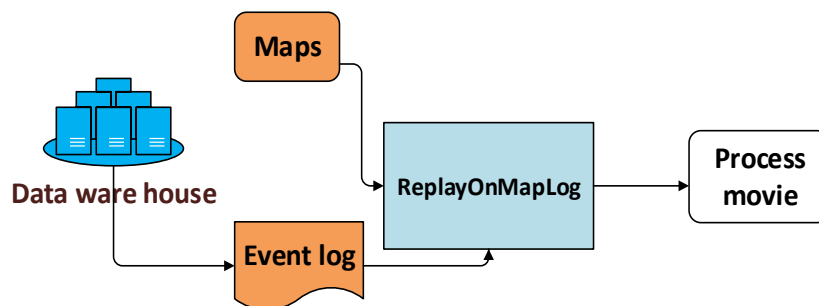 Maps
Data ware house
Event log
ReplayOnMapLog
Process
movie